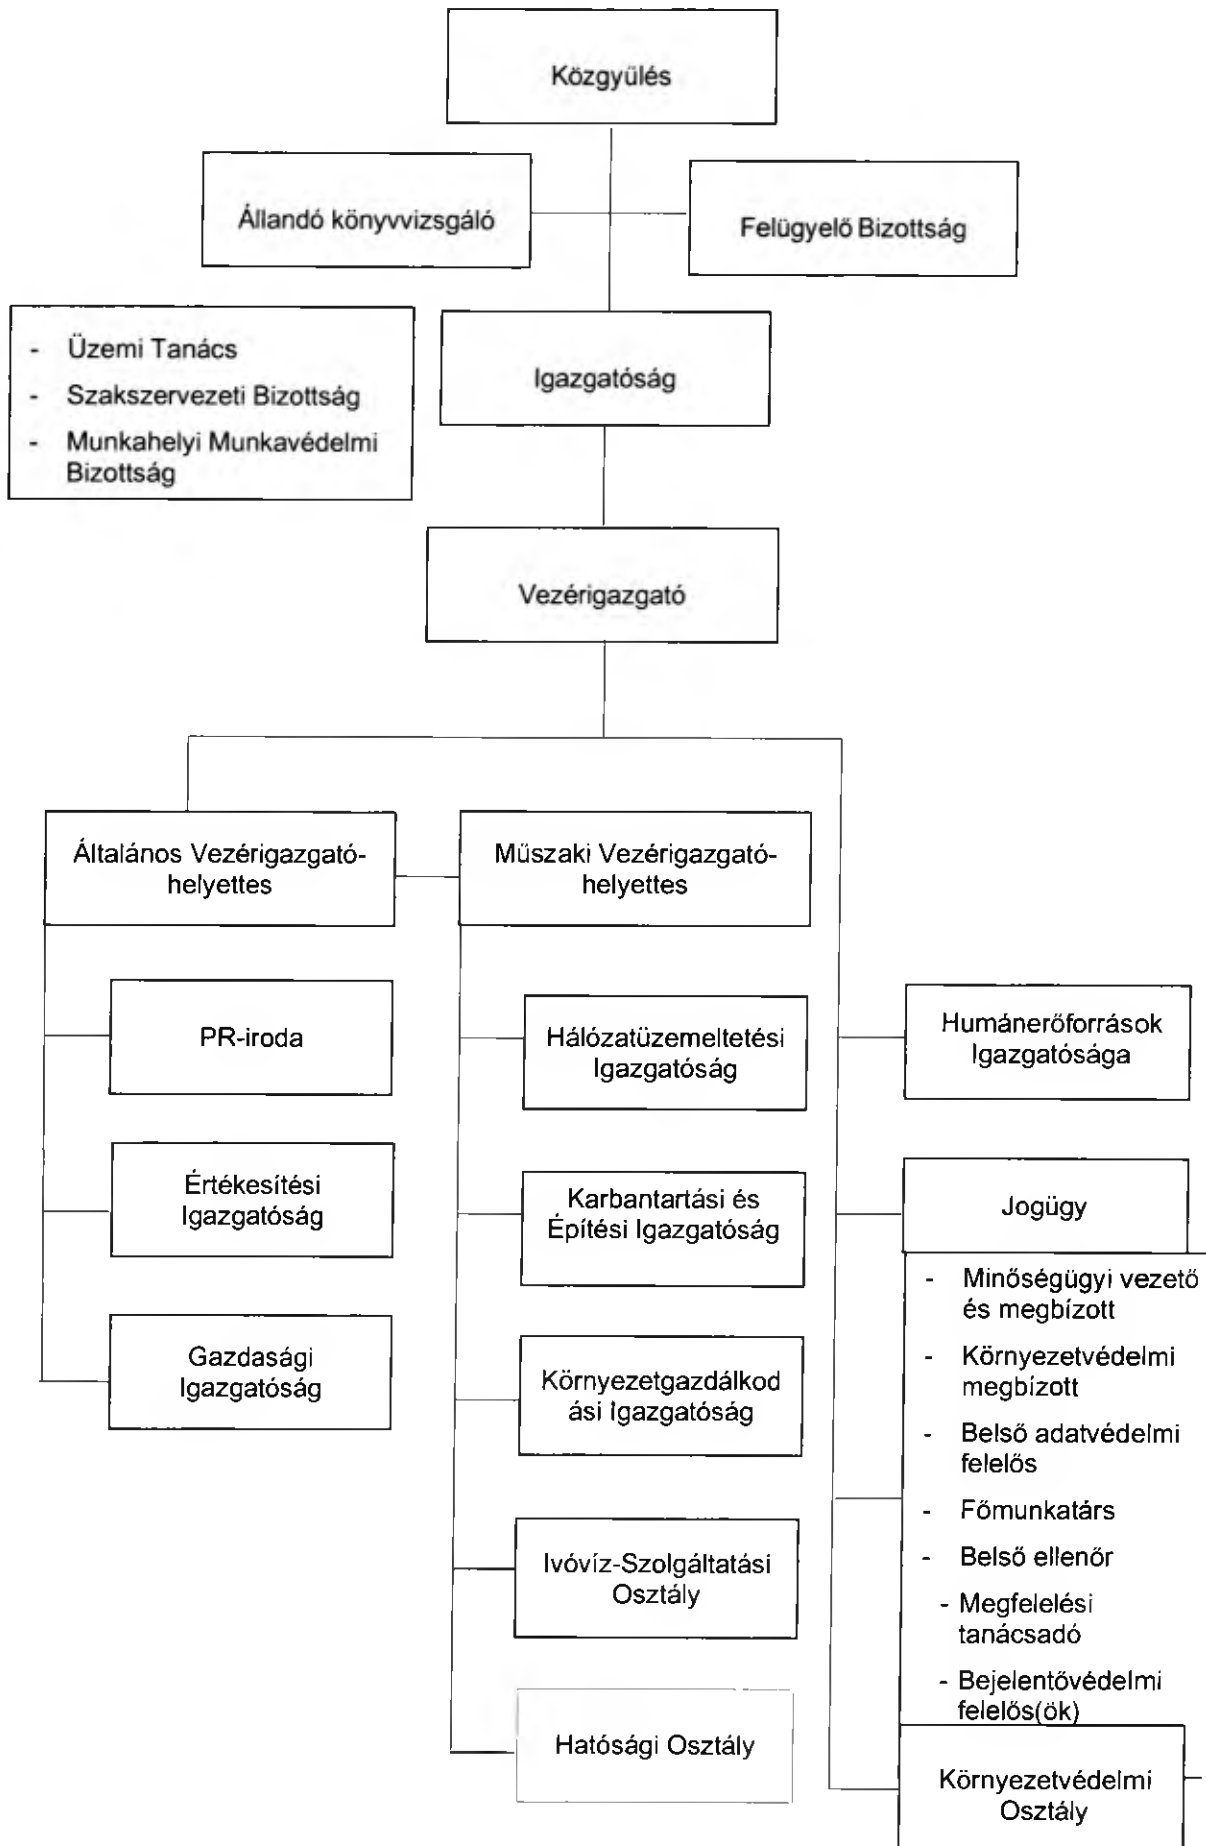 Közgyűlés
Állandó könyvvizsgáló
Felügyelő Bizottság
- Üzemi Tanács
- Szakszervezeti Bizottság
- Munkahelyi Munkavédelmi
Bizottság
Igazgatóság
Vezérigazgató
Általános Vezérigazgató-
helyettes
Műszaki Vezérigazgató-
helyettes
PR-iroda
Értékesítési
Igazgatóság
Gazdasági
Igazgatóság
Hálózatüzemeltetési
Igazgatóság
Karbantartási és
Építési Igazgatóság
Környezetgazdálkod
ási Igazgatóság
Ivóvíz-Szolgáltatási
Osztály
Hatósági Osztály
Humánerőforrások
Igazgatósága
Jogügy
- Minőségügyi vezető
és megbízott
- Környezetvédelmi
megbízott
- Belső adatvédelmi
felelős
- Főmunkatárs
- Belső ellenőr
- Megfelelési
tanácsadó
- Bejelentővédelmi
felelős(ök)
Környezetvédelmi
Osztály